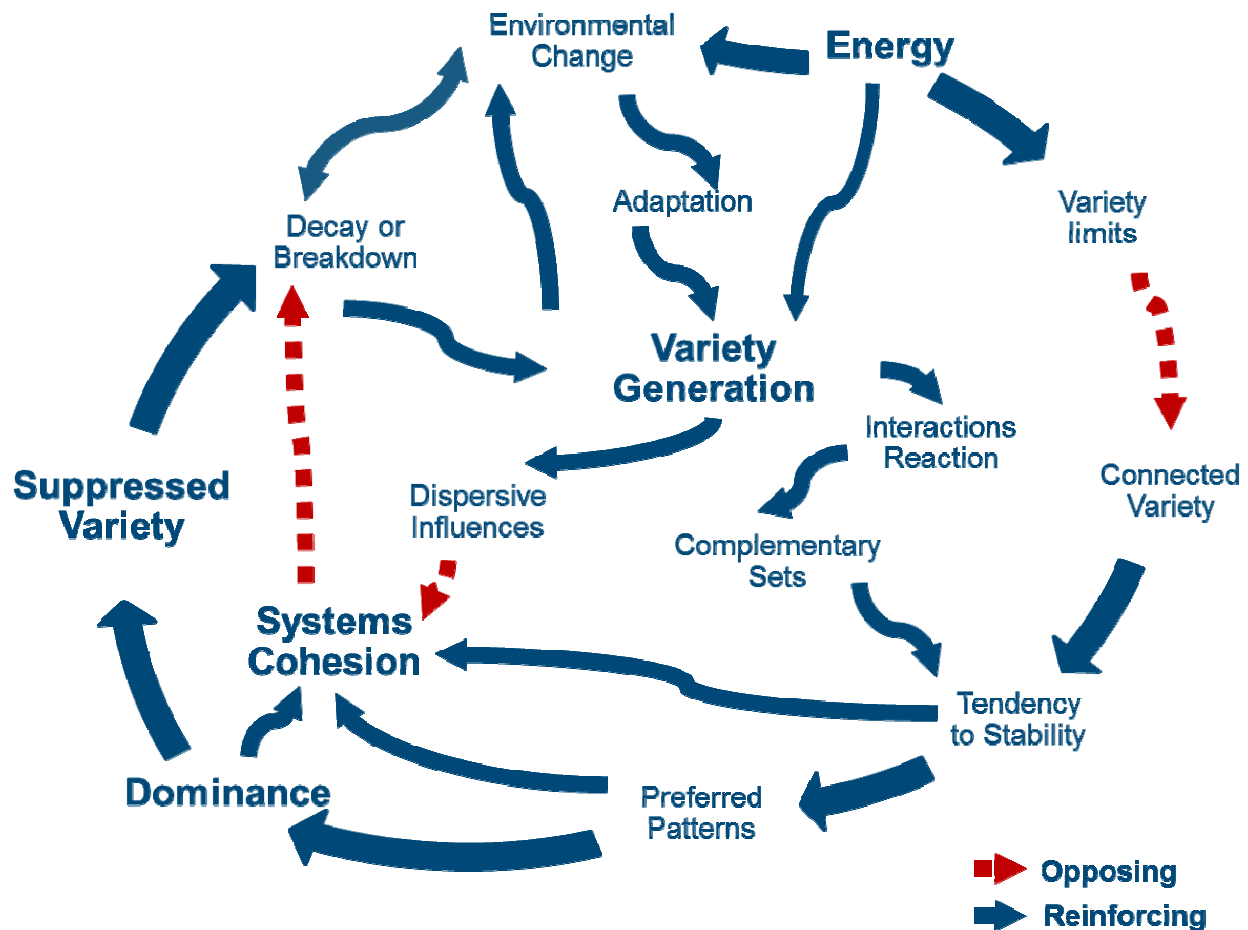 Environmental
Change
Energy
Adaptation
Variety
limits
Decay or
Breakdown
Variety
Generation
Interactions
Reaction
Connected
Variety
Suppressed
Variety
Dispersive
Influences
Complementary
Sets
Systems
Cohesion
Tendency
to Stability
Dominance
Preferred
Patterns
Opposing
Reinforcing